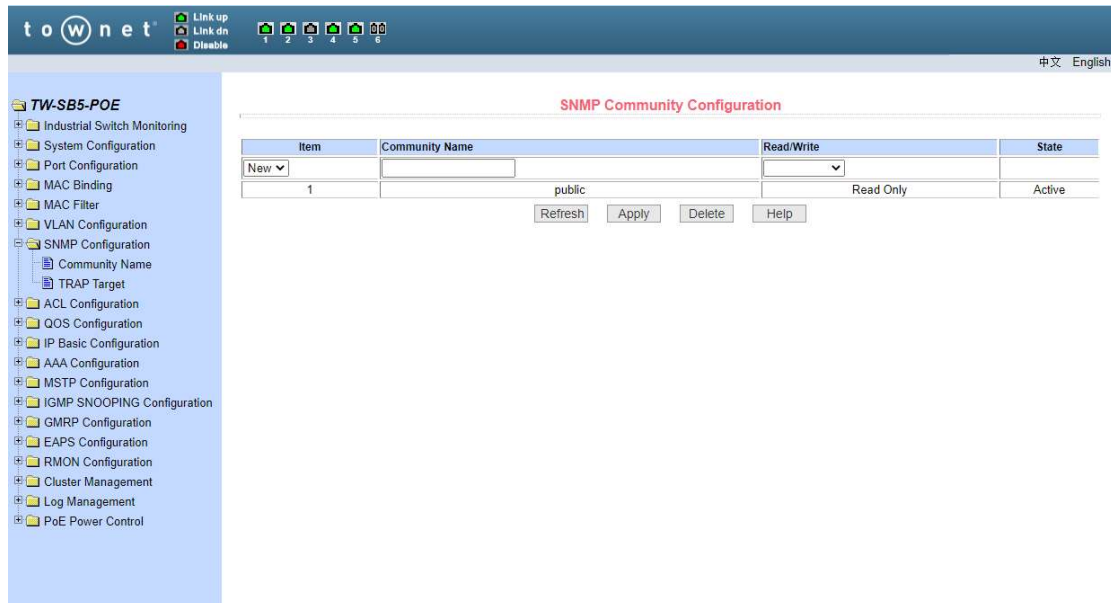 townet
Link up
Link dn
Disable
1 2 3 4 5 6
中文 English
TW-SB5-POE
Industrial Switch Monitoring
System Configuration
Port Configuration
MAC Binding
MAC Filter
VLAN Configuration
SNMP Configuration
Community Name
TRAP Target
ACL Configuration
QOS Configuration
IP Basic Configuration
AAA Configuration
MSTP Configuration
IGMP SNOOPING Configuration
GMRP Configuration
EAPS Configuration
RMON Configuration
Cluster Management
Log Management
PoE Power Control
SNMP Community Configuration
Item Community Name Read/Write State
New
1 public Read Only Active
Refresh Apply Delete Help